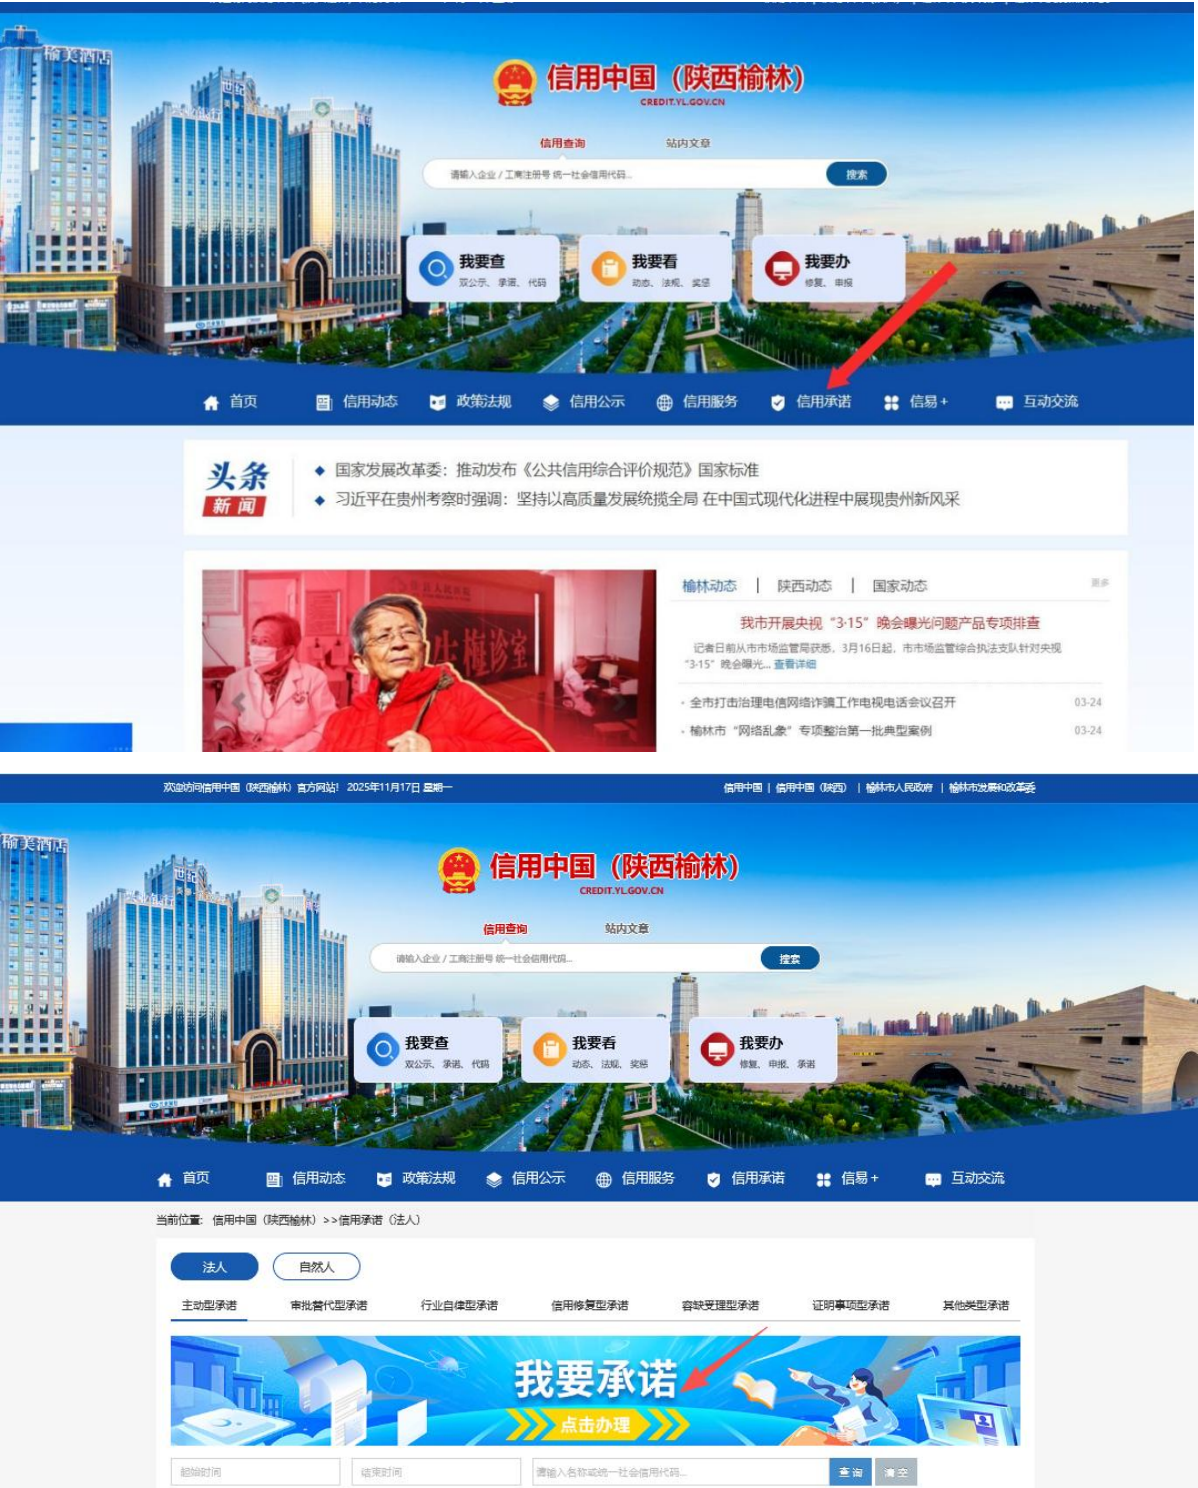 榆美酒店
世纪
信用中国（陕西榆林）
CREDIT.YL.GOV.CN
信用查询 站内文章
请输入企业 / 工商注册号 统一社会信用代码... 搜索
我要查 我要看 我要办
双公示、承诺、代码 动态、法规、奖惩 修复、申报
首页 信用动态 政策法规 信用公示 信用服务 信用承诺 信易+ 互动交流
头条
新闻
国家发展改革委：推动发布《公共信用综合评价规范》国家标准
习近平在贵州考察时强调：坚持以高质量发展统揽全局 在中国式现代化进程中展现贵州新风采
榆林动态 | 陕西动态 | 国家动态 更多
我市开展央视“3·15”晚会曝光问题产品专项排查
记者日前从市市场监管局获悉，3月16日起，市市场监管综合执法支队针对央视
“3·15”晚会曝光... 查看详细
· 全市打击治理电信网络诈骗工作电视电话会议召开 03-24
· 榆林市“网络乱象”专项整治第一批典型案例 03-24
欢迎访问信用中国（陕西榆林）官方网站！ 2025年11月17日 星期一 信用中国 | 信用中国（陕西） | 榆林市人民政府 | 榆林市发展和改革委
榆美酒店
世纪
信用中国（陕西榆林）
CREDIT.YL.GOV.CN
信用查询 站内文章
请输入企业 / 工商注册号 统一社会信用代码... 搜索
我要查 我要看 我要办
双公示、承诺、代码 动态、法规、奖惩 修复、申报、承诺
首页 信用动态 政策法规 信用公示 信用服务 信用承诺 信易+ 互动交流
当前位置: 信用中国（陕西榆林）>>信用承诺（法人）
法人 自然人
主动型承诺 审批替代型承诺 行业自律型承诺 信用修复型承诺 容缺受理型承诺 证明事项型承诺 其他类型承诺
我要承诺
点击办理
起始时间 结束时间 请输入名称或统一社会信用代码... 查询 清空